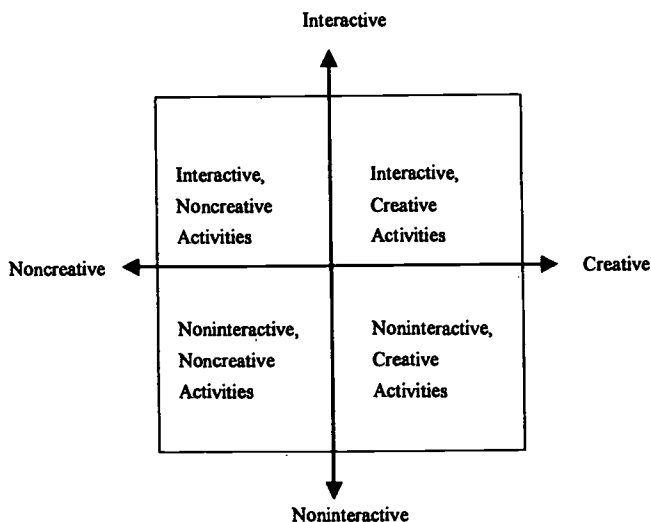 Interactive
Interactive,
Noncreative
Activities
Interactive,
Creative
Activities
Noncreative
Creative
Noninteractive,
Noncreative
Activities
Noninteractive,
Creative
Activities
Noninteractive